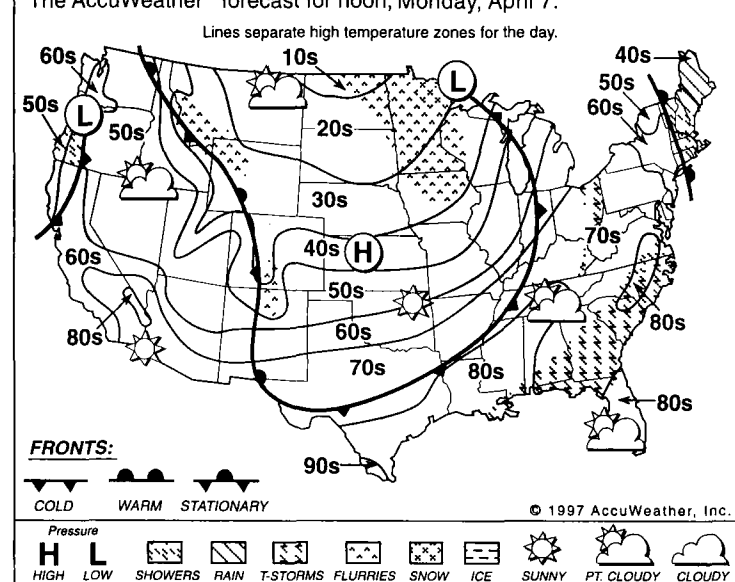 The AccuWeather® forecast for noon, Monday, April 7.
Lines separate high temperature zones for the day.
60s
10s
L
40s
50s
60s
50s
L
50s
20s
30s
40s
H
70s
60s
50s
80s
60s
70s
80s
80s
80s
90s
FRONTS:
COLD WARM STATIONARY
© 1997 AccuWeather, Inc.
Pressure
H L
HIGH LOW SHOWERS RAIN T-STORMS FLURRIES SNOW ICE SUNNY PT. CLOUDY CLOUDY